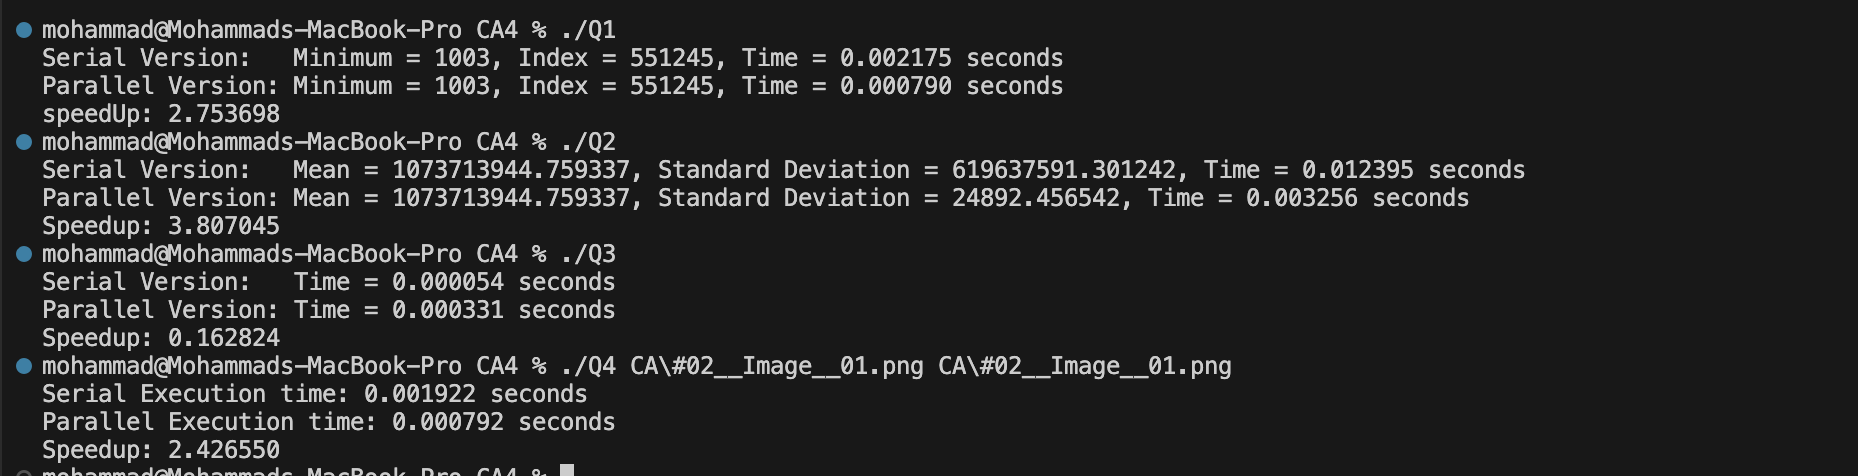 mohammad@Mohammads-MacBook-Pro CA4 % ./Q1
Serial Version:   Minimum = 1003, Index = 551245, Time = 0.002175 seconds
Parallel Version: Minimum = 1003, Index = 551245, Time = 0.000790 seconds
speedUp: 2.753698
mohammad@Mohammads-MacBook-Pro CA4 % ./Q2
Serial Version:   Mean = 1073713944.759337, Standard Deviation = 619637591.301242, Time = 0.012395 seconds
Parallel Version: Mean = 1073713944.759337, Standard Deviation = 24892.456542, Time = 0.003256 seconds
Speedup: 3.807045
mohammad@Mohammads-MacBook-Pro CA4 % ./Q3
Serial Version:   Time = 0.000054 seconds
Parallel Version: Time = 0.000331 seconds
Speedup: 0.162824
mohammad@Mohammads-MacBook-Pro CA4 % ./Q4 CA\#02__Image__01.png CA\#02__Image__01.png
Serial Execution time: 0.001922 seconds
Parallel Execution time: 0.000792 seconds
Speedup: 2.426550
mohammad@Mohammads-MacBook-Pro CA4 %